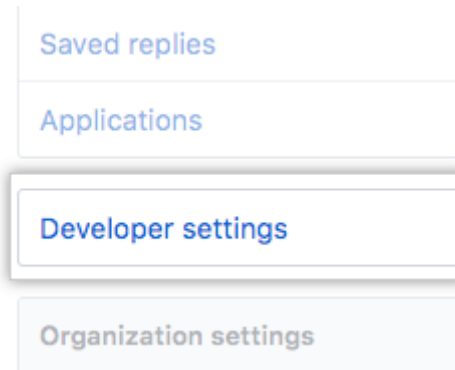 Saved replies
Applications
Developer settings
Organization settings